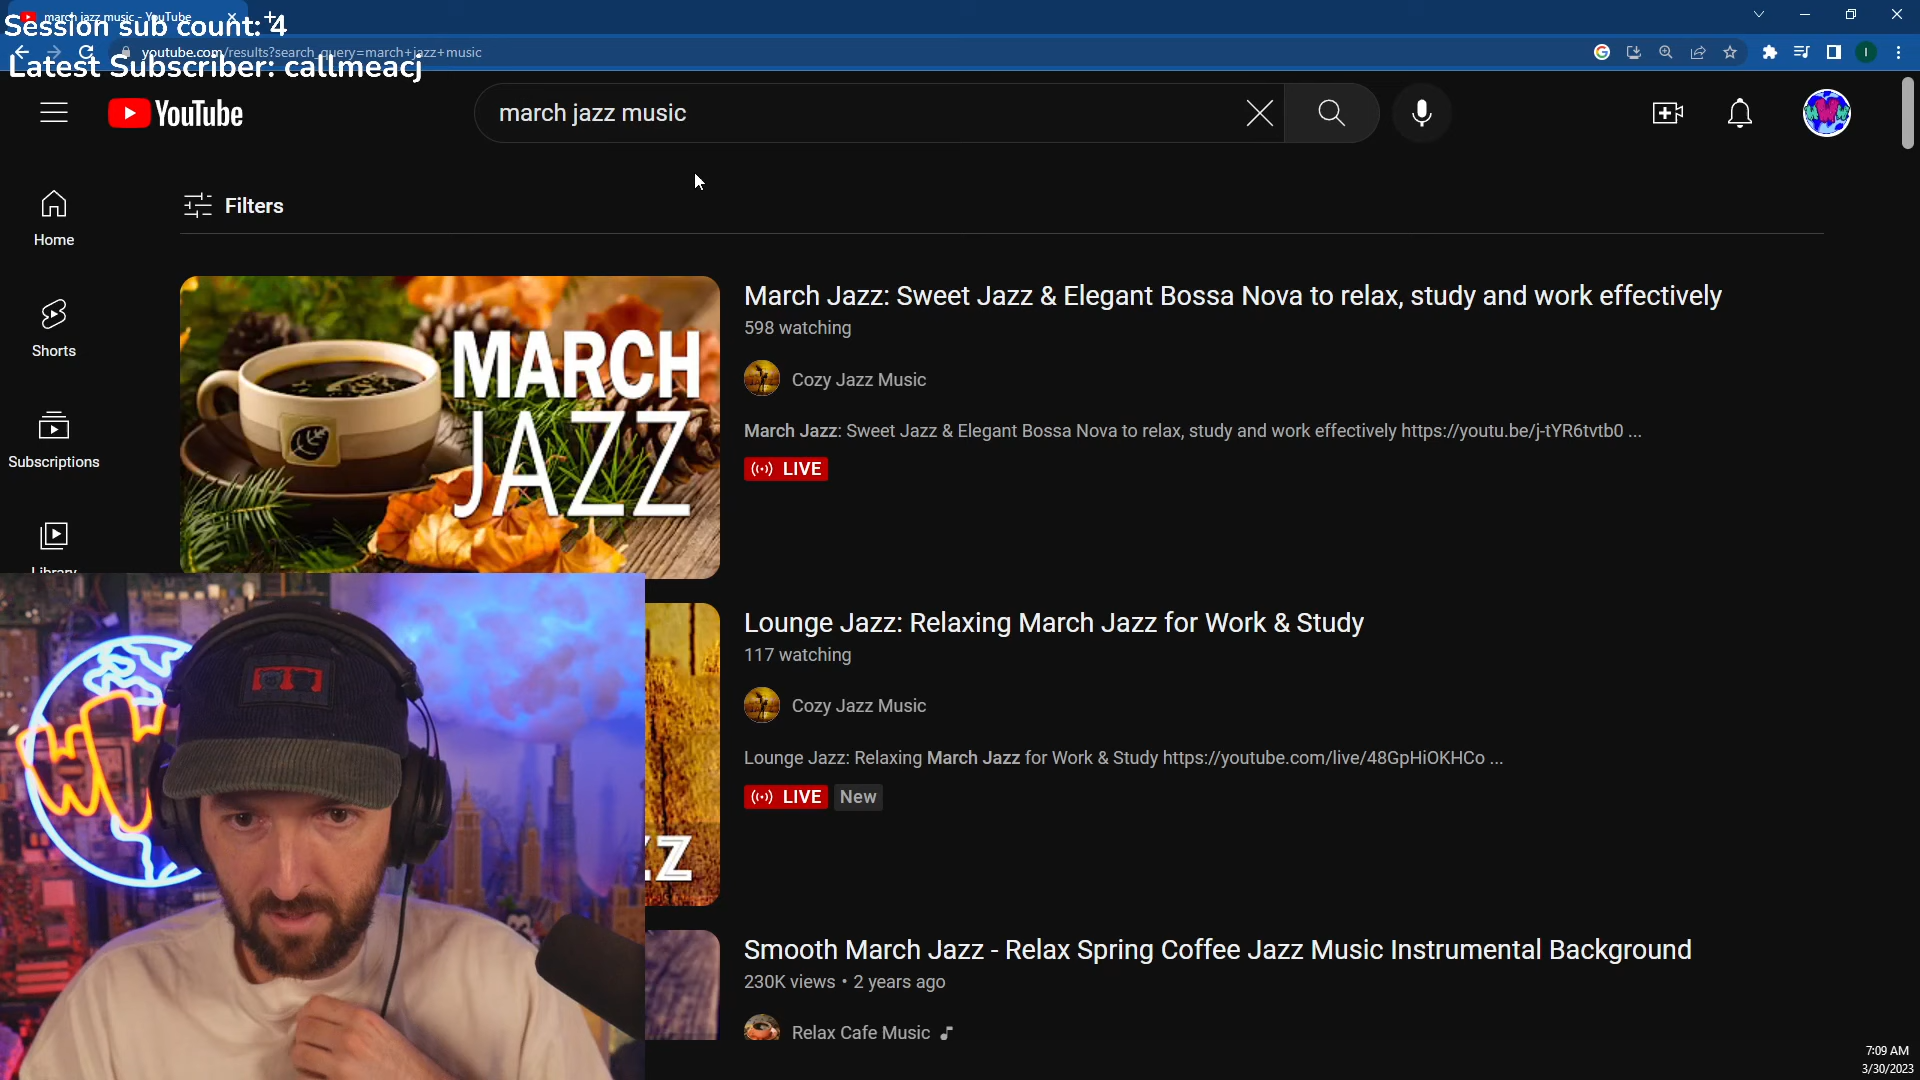 march jazz music - YouTube
Session sub count: 4
youtube.com/results?search_query=march+jazz+music
Latest Subscriber: callmeacj
YouTube
march jazz music
Filters
Home
Shorts
Subscriptions
Library
MARCH
JAZZ
March Jazz: Sweet Jazz & Elegant Bossa Nova to relax, study and work effectively
598 watching
Cozy Jazz Music
March Jazz: Sweet Jazz & Elegant Bossa Nova to relax, study and work effectively https://youtu.be/j-tYR6tvtb0 ...
LIVE
Lounge Jazz: Relaxing March Jazz for Work & Study
117 watching
Cozy Jazz Music
Lounge Jazz: Relaxing March Jazz for Work & Study https://youtube.com/live/48GpHiOKHCo ...
LIVE New
Smooth March Jazz - Relax Spring Coffee Jazz Music Instrumental Background
230K views • 2 years ago
Relax Cafe Music
7:09 AM
3/30/2023